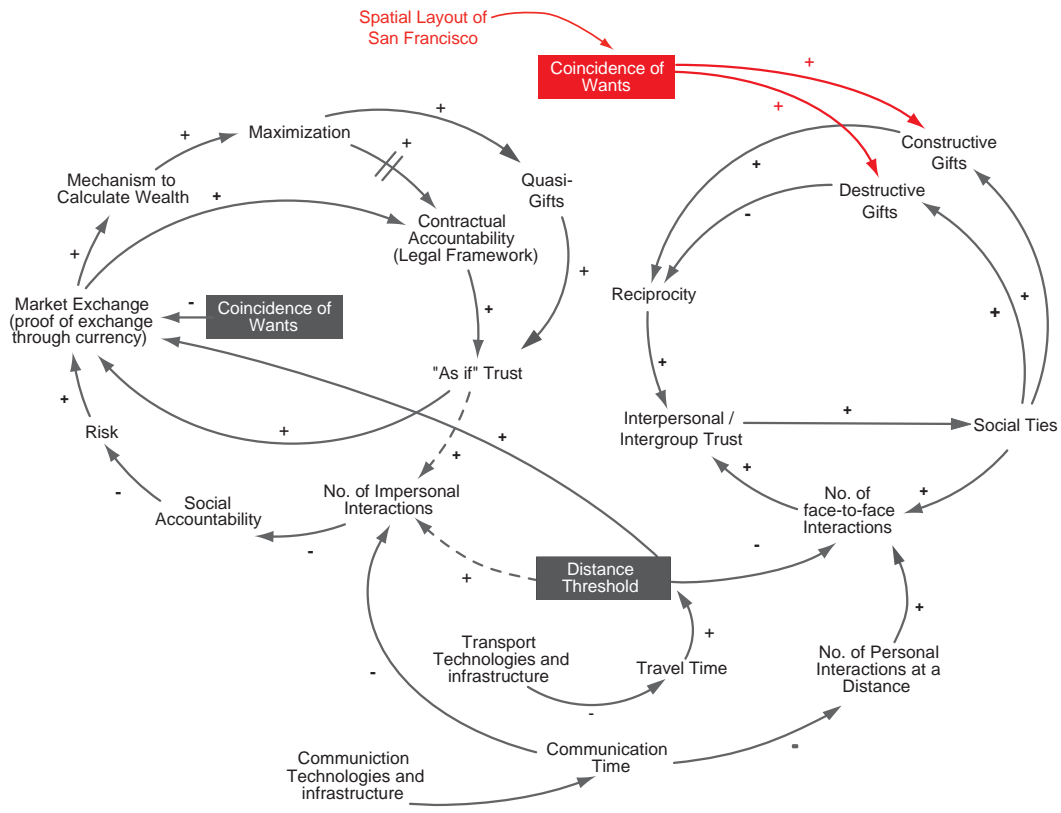 Spatial Layout of
San Francisco
Coincidence of
Wants
+
+
+
+
Maximization
+
+
Constructive
Gifts
Mechanism to
Calculate Wealth
+
Quasi-
Gifts
+
Destructive
Gifts
-
Contractual
Accountability
(Legal Framework)
+
+
Reciprocity
Market Exchange
(proof of exchange
through currency)
-
Coincidence of
Wants
+
+
+
"As if" Trust
+
+
Interpersonal /
Intergroup Trust
+
Social Ties
Risk
+
+
+
+
-
Social
Accountability
No. of Impersonal
Interactions
No. of
face-to-face
Interactions
+
-
-
Distance
Threshold
+
+
Transport
Technologies and
infrastructure
Travel Time
+
No. of Personal
Interactions at a
Distance
-
-
Communication
Time
-
Communiction
Technologies and
infrastructure